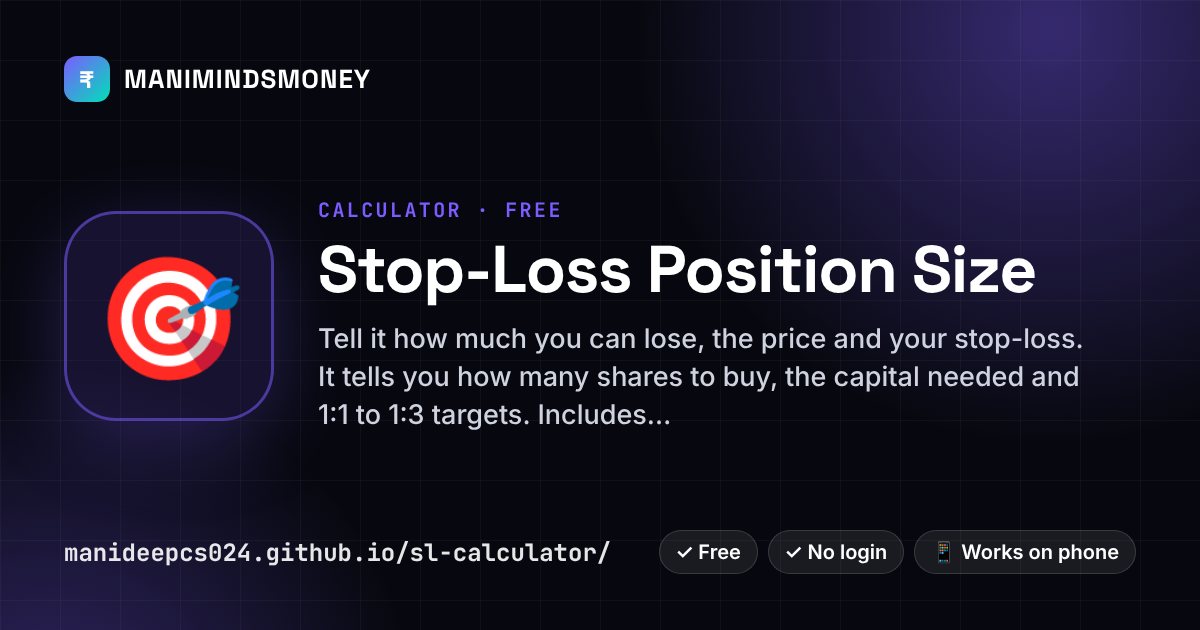 ₹ MANIMINDSMONEY
CALCULATOR · FREE
Stop-Loss Position Size
Tell it how much you can lose, the price and your stop-loss.
It tells you how many shares to buy, the capital needed and
1:1 to 1:3 targets. Includes...
manideepcs024.github.io/sl-calculator/
✓ Free
✓ No login
📱 Works on phone